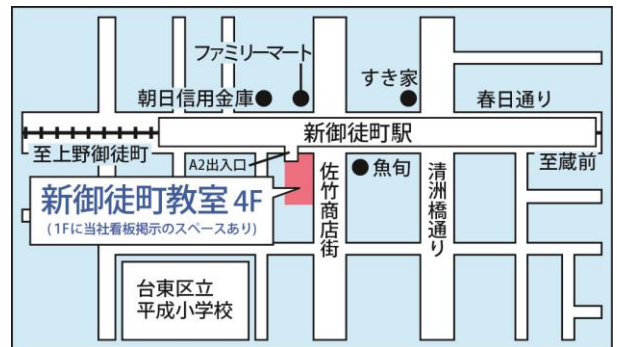 ファミリーマート
すき家
朝日信用金庫
春日通り
新御徒町駅
至上野御徒町
A2出入口
至蔵前
魚旬
新御徒町教室 4F
(1Fに当社看板掲示のスペースあり)
佐竹商店街
清洲橋通り
台東区立
平成小学校